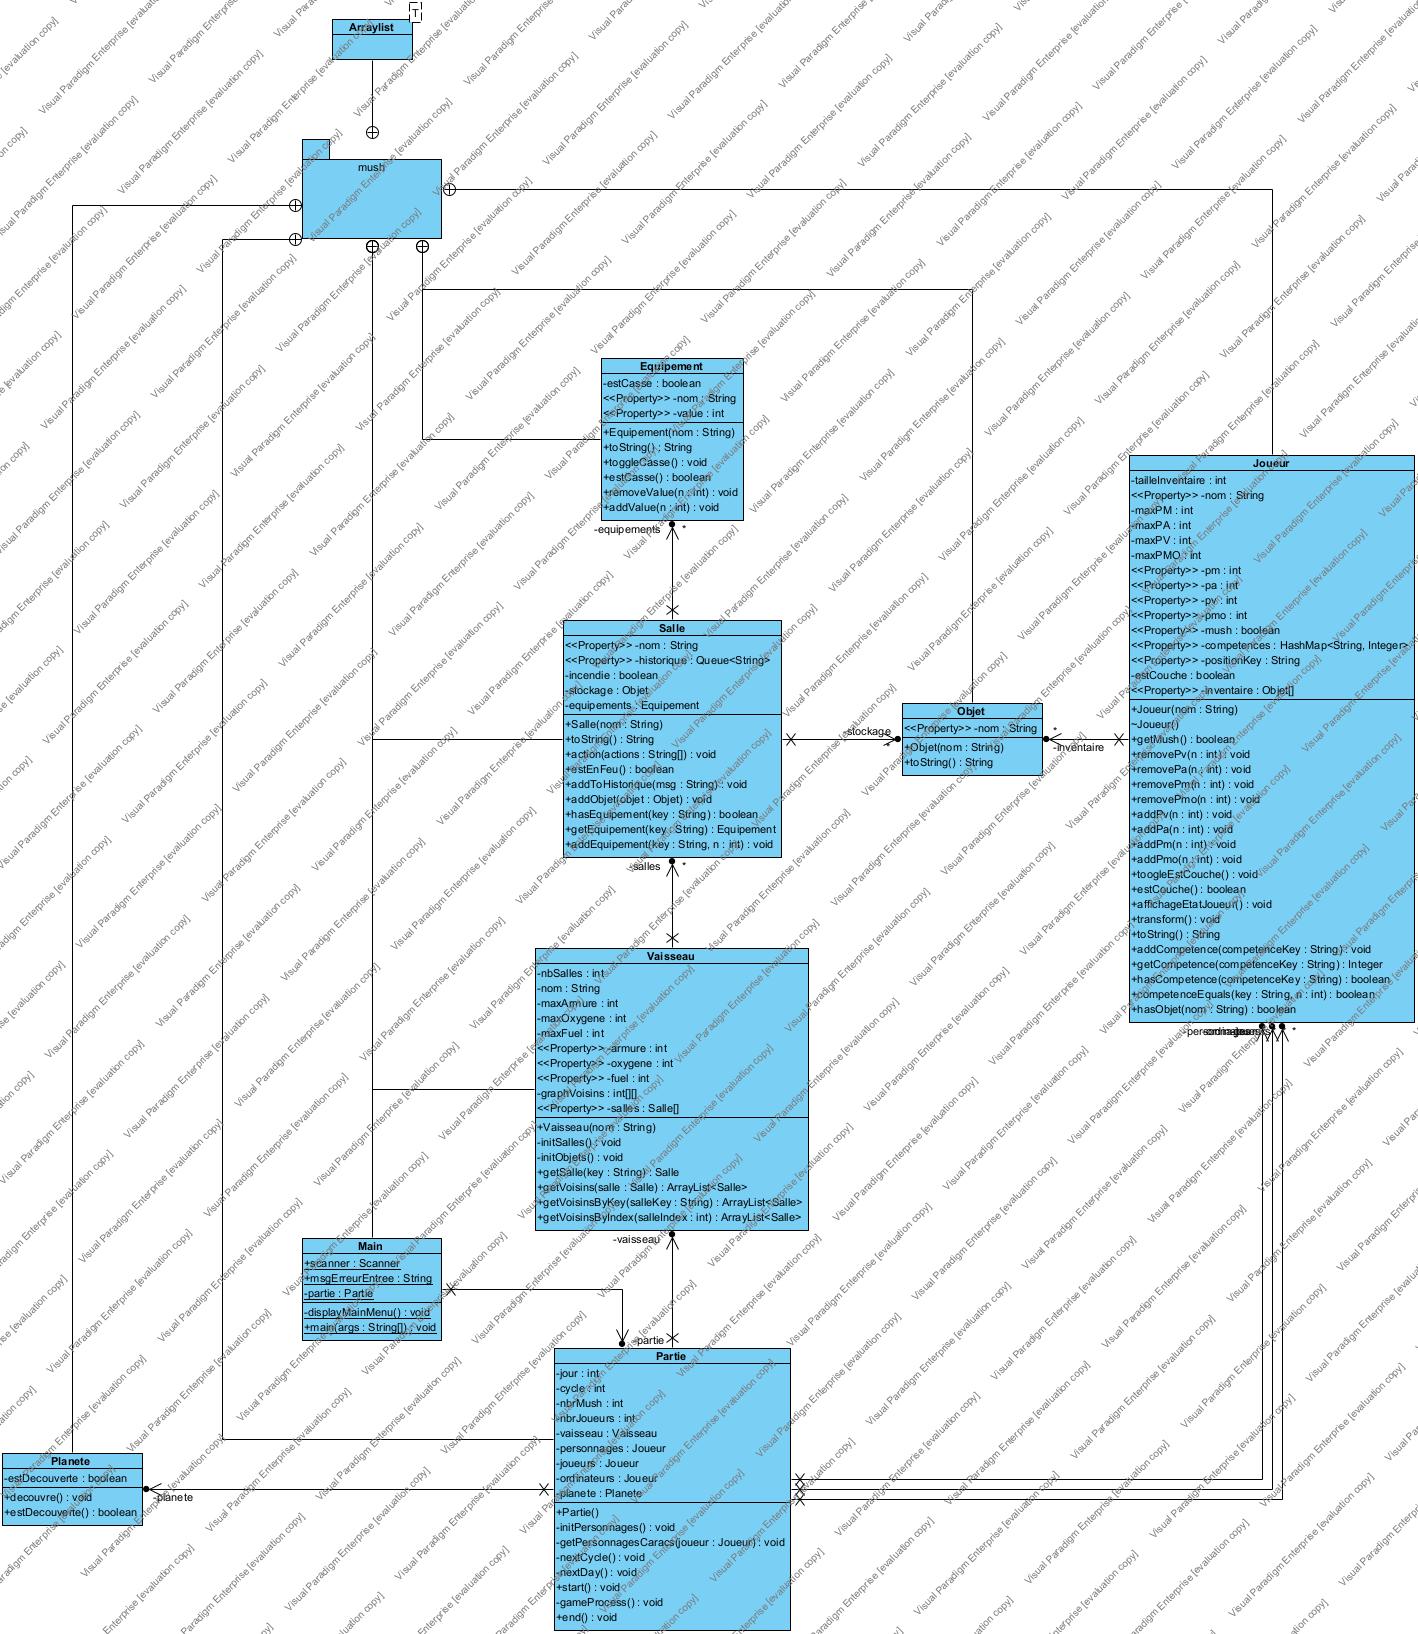 T
Arraylist
mush
Equipement
-estCasse : boolean
<<Property>> -nom : String
<<Property>> -value : int
+Equipement(nom : String)
+toString() : String
+toggleCasse() : void
+estCasse() : boolean
+removeValue(n : int) : void
+addValue(n : int) : void
-equipements
*
Salle
<<Property>> -nom : String
<<Property>> -historique : Queue<String>
-incendie : boolean
-stockage : Objet
-equipements : Equipement
+Salle(nom : String)
+toString() : String
+action(actions : String[]) : void
+estEnFeu() : boolean
+addToHistorique(msg : String) : void
+addObjet(objet : Objet) : void
+hasEquipement(key : String) : boolean
+getEquipement(key : String) : Equipement
+addEquipement(key : String, n : int) : void
-stockage
*
Objet
<<Property>> -nom : String
+Objet(nom : String)
+toString() : String
*
-inventaire
Joueur
-tailleInventaire : int
<<Property>> -nom : String
-maxPM : int
-maxPA : int
-maxPV : int
-maxPMO : int
<<Property>> -pm : int
<<Property>> -pa : int
<<Property>> -pv : int
<<Property>> -pmo : int
<<Property>> -mush : boolean
<<Property>> -competences : HashMap<String, Integer>
<<Property>> -positionKey : String
-estCouche : boolean
<<Property>> -inventaire : Objet[]
+Joueur(nom : String)
~Joueur()
+getMush() : boolean
+removePv(n : int) : void
+removePa(n : int) : void
+removePm(n : int) : void
+removePmo(n : int) : void
+addPv(n : int) : void
+addPa(n : int) : void
+addPm(n : int) : void
+addPmo(n : int) : void
+toogleEstCouche() : void
+estCouche() : boolean
+affichageEtatJoueur() : void
+transform() : void
+toString() : String
+addCompetence(competenceKey : String) : void
+getCompetence(competenceKey : String) : Integer
+hasCompetence(competenceKey : String) : boolean
+competenceEquals(key : String, n : int) : boolean
+hasObjet(nom : String) : boolean
*
-salles
*
Vaisseau
-nbSalles : int
-nom : String
-maxArmure : int
-maxOxygene : int
-maxFuel : int
<<Property>> -armure : int
<<Property>> -oxygene : int
<<Property>> -fuel : int
-graphVoisins : int[][]
<<Property>> -salles : Salle[]
+Vaisseau(nom : String)
-initSalles() : void
-initObjets() : void
+getSalle(key : String) : Salle
+getVoisins(salle : Salle) : ArrayList<Salle>
+getVoisinsByKey(salleKey : String) : ArrayList<Salle>
+getVoisinsByIndex(salleIndex : int) : ArrayList<Salle>
-vaisseau
Main
+scanner : Scanner
+msgErreurEntree : String
-partie : Partie
-displayMainMenu() : void
+main(args : String[]) : void
-partie
Partie
-jour : int
-cycle : int
-nbrMush : int
-nbrJoueurs : int
-vaisseau : Vaisseau
-personnages : Joueur
-joueurs : Joueur
-ordinateurs : Joueur
-planete : Planete
+Partie()
-initPersonnages() : void
-getPersonnagesCaracs(joueur : Joueur) : void
-nextCycle() : void
-nextDay() : void
+start() : void
-gameProcess() : void
+end() : void
Planete
-estDecouverte : boolean
+decouvre() : void
+estDecouverte() : boolean
-planete
Visual Paradigm Enterprise [evaluation copy]